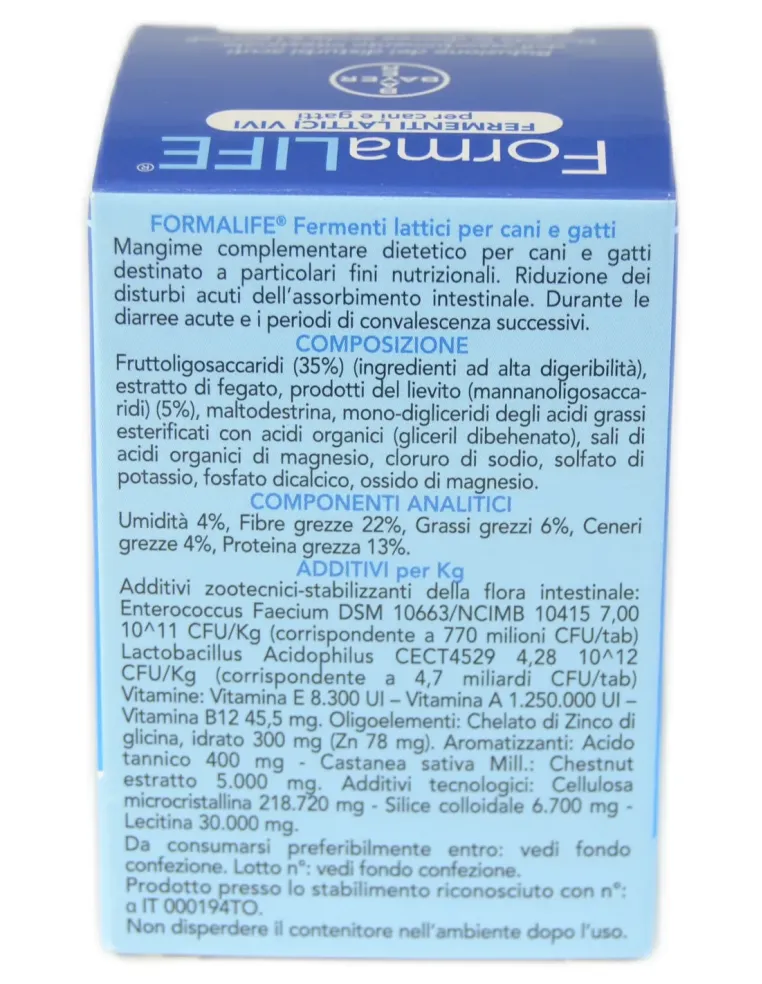 Riduzione dei disturbi acuti
dell'assorbimento intestinale
BAYER
BAYER
per cani e gatti
FERMENTI LATTICI VIVI
FormaLIFE®
FORMALIFE® Fermenti lattici per cani e gatti
Mangime complementare dietetico per cani e gatti
destinato a particolari fini nutrizionali. Riduzione dei
disturbi acuti dell'assorbimento intestinale. Durante le
diarree acute e i periodi di convalescenza successivi.
COMPOSIZIONE
Fruttoligosaccaridi (35%) (ingredienti ad alta digeribilità),
estratto di fegato, prodotti del lievito (mannanoligosacca-
ridi) (5%), maltodestrina, mono-digliceridi degli acidi grassi
esterificati con acidi organici (gliceril dibehenato), sali di
acidi organici di magnesio, cloruro di sodio, solfato di
potassio, fosfato dicalcico, ossido di magnesio.
COMPONENTI ANALITICI
Umidità 4%, Fibre grezze 22%, Grassi grezzi 6%, Ceneri
grezze 4%, Proteina grezza 13%.
ADDITIVI per Kg
Additivi zootecnici-stabilizzanti della flora intestinale:
Enterococcus Faecium DSM 10663/NCIMB 10415 7,00
10^11 CFU/Kg (corrispondente a 770 milioni CFU/tab)
Lactobacillus Acidophilus CECT4529 4,28 10^12
CFU/Kg (corrispondente a 4,7 miliardi CFU/tab)
Vitamine: Vitamina E 8.300 UI – Vitamina A 1.250.000 UI –
Vitamina B12 45,5 mg. Oligoelementi: Chelato di Zinco di
glicina, idrato 300 mg (Zn 78 mg). Aromatizzanti: Acido
tannico 400 mg - Castanea sativa Mill.: Chestnut
estratto 5.000 mg. Additivi tecnologici: Cellulosa
microcristallina 218.720 mg - Silice colloidale 6.700 mg -
Lecitina 30.000 mg.
Da consumarsi preferibilmente entro: vedi fondo
confezione. Lotto n°: vedi fondo confezione.
Prodotto presso lo stabilimento riconosciuto con n°:
α IT 000194TO.
Non disperdere il contenitore nell'ambiente dopo l'uso.